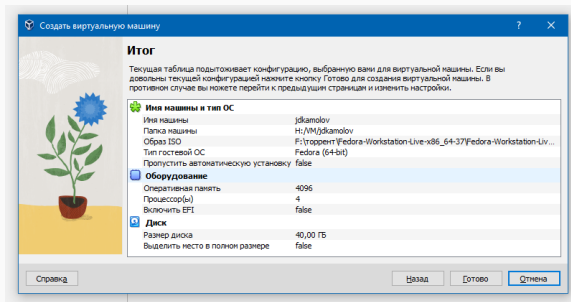 Создать виртуальную машину
?
Итог
Текущая таблица подытоживает конфигурацию, выбранную вами для виртуальной машины. Если вы
довольны текущей конфигурацией нажмите кнопку Готово для создания виртуальной машины. В
противном случае вы можете перейти к предыдущим страницам и изменить настройки.
Имя машины и тип ОС
Имя машины jdkamolov
Папка машины H:/VM/jdkamolov
Образ ISO F:\торрент\Fedora-Workstation-Live-x86_64-37\Fedora-Workstation-Liv...
Тип гостевой ОС Fedora (64-bit)
Пропустить автоматическую установку false
Оборудование
Оперативная память 4096
Процессор(ы) 4
Включить EFI false
Диск
Размер диска 40,00 ГБ
Выделить место в полном размере false
Справка Назад Готово Отмена